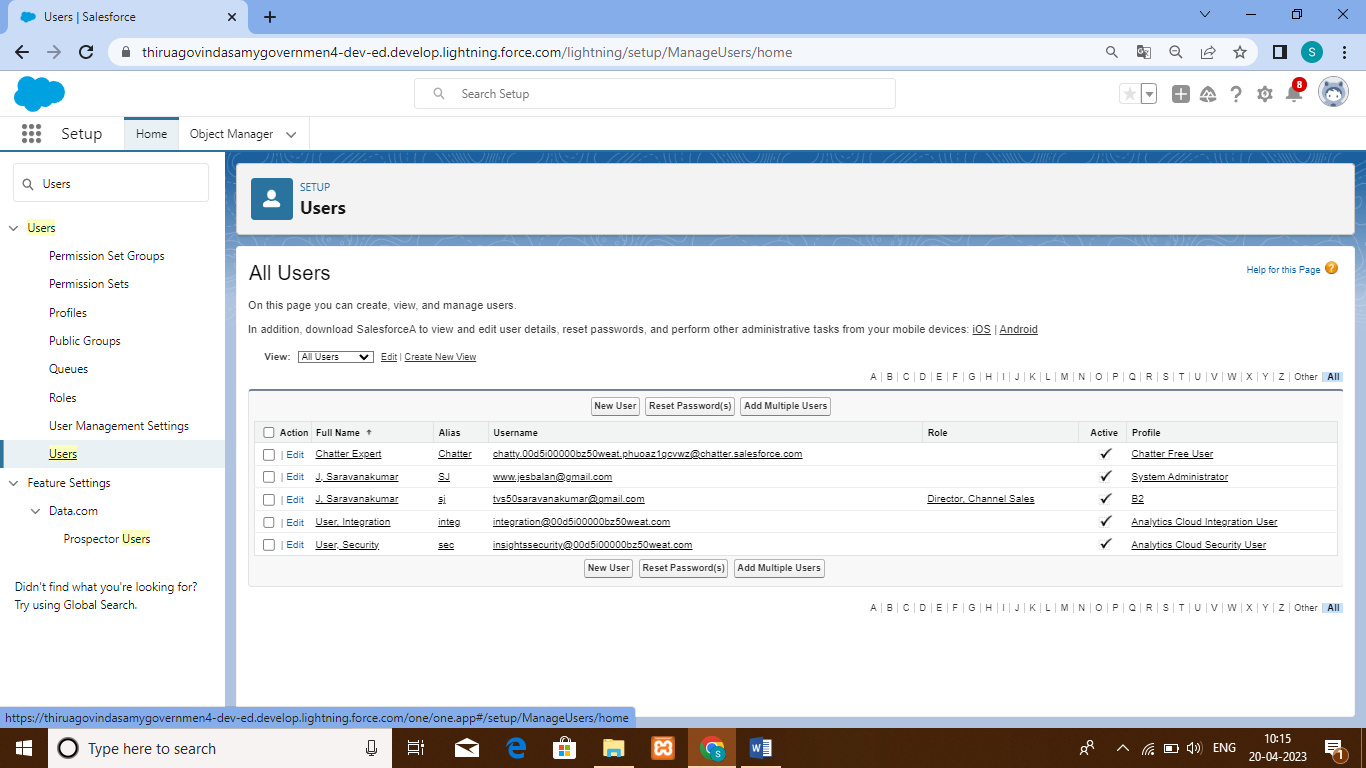 Users | Salesforce
thiruagovindasamygovernmen4-dev-ed.develop.lightning.force.com/lightning/setup/ManageUsers/home
S
Search Setup
8
Setup
Home
Object Manager
Users
Users
Permission Set Groups
Permission Sets
Profiles
Public Groups
Queues
Roles
User Management Settings
Users
Feature Settings
Data.com
Prospector Users
Didn't find what you're looking for?
Try using Global Search.
SETUP
Users
All Users
Help for this Page ?
On this page you can create, view, and manage users.
In addition, download SalesforceA to view and edit user details, reset passwords, and perform other administrative tasks from your mobile devices: iOS | Android
View: All Users Edit | Create New View
A | B | C | D | E | F | G | H | I | J | K | L | M | N | O | P | Q | R | S | T | U | V | W | X | Y | Z | Other | All
New User Reset Password(s) Add Multiple Users
Action Full Name ↑ Alias Username Role Active Profile
| Edit Chatter Expert Chatter chatty.00d5i00000bz50weat.phuoaz1gcvwz@chatter.salesforce.com ✓ Chatter Free User
| Edit J, Saravanakumar SJ www.jesbalan@gmail.com ✓ System Administrator
| Edit J, Saravanakumar sj tvs50saravanakumar@gmail.com Director, Channel Sales ✓ B2
| Edit User, Integration integ integration@00d5i00000bz50weat.com ✓ Analytics Cloud Integration User
| Edit User, Security sec insightssecurity@00d5i00000bz50weat.com ✓ Analytics Cloud Security User
New User Reset Password(s) Add Multiple Users
A | B | C | D | E | F | G | H | I | J | K | L | M | N | O | P | Q | R | S | T | U | V | W | X | Y | Z | Other | All
https://thiruagovindasamygovernmen4-dev-ed.develop.lightning.force.com/one/one.app#/setup/ManageUsers/home
Type here to search
S
W
ENG
10:15
20-04-2023
1